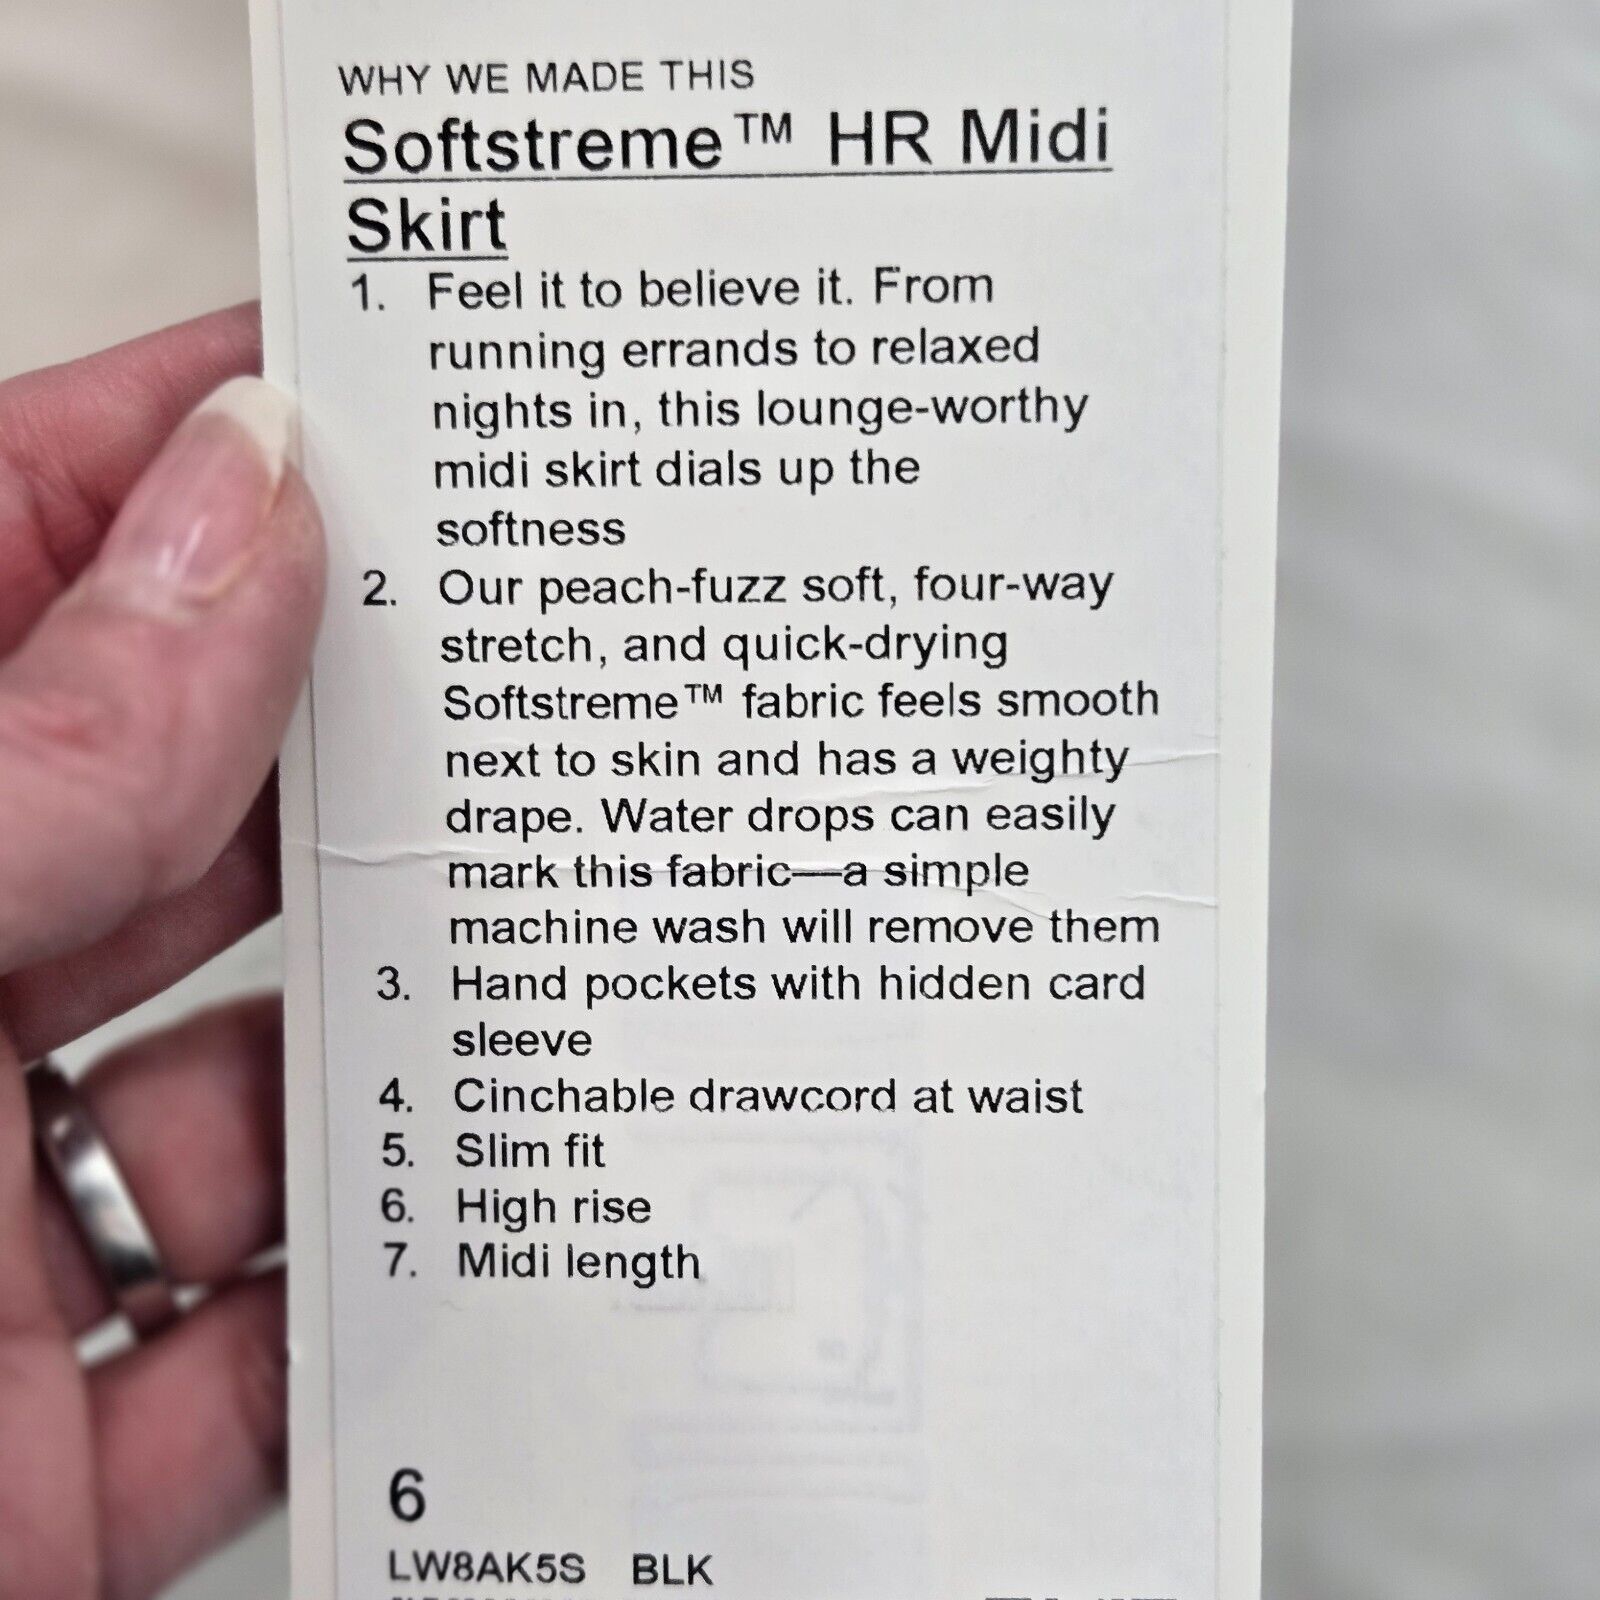 WHY WE MADE THIS
Softstreme™ HR Midi
Skirt
1. Feel it to believe it. From
running errands to relaxed
nights in, this lounge-worthy
midi skirt dials up the
softness
2. Our peach-fuzz soft, four-way
stretch, and quick-drying
Softstreme™ fabric feels smooth
next to skin and has a weighty
drape. Water drops can easily
mark this fabric—a simple
machine wash will remove them
3. Hand pockets with hidden card
sleeve
4. Cinchable drawcord at waist
5. Slim fit
6. High rise
7. Midi length
6
LW8AK5S BLK